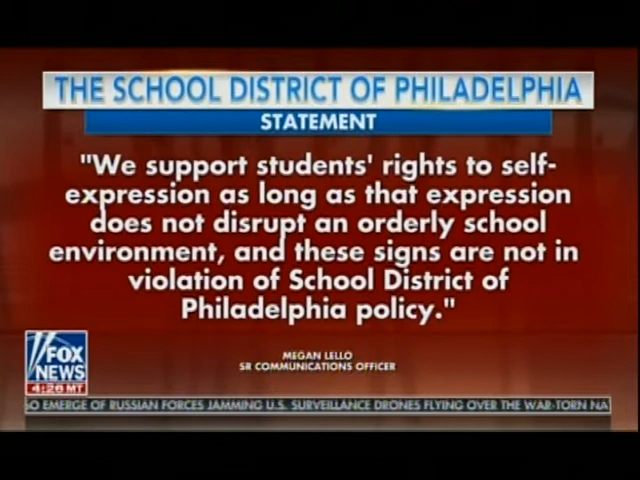 THE SCHOOL DISTRICT OF PHILADELPHIA
STATEMENT
"We support students' rights to self-
expression as long as that expression
does not disrupt an orderly school
environment, and these signs are not in
violation of School District of
Philadelphia policy."
MEGAN LELLO
SR COMMUNICATIONS OFFICER
FOX
NEWS
4:26 MT
EMERGE OF RUSSIAN FORCES JAMMING U.S. SURVEILLANCE DRONES FLYING OVER THE WAR-TORN